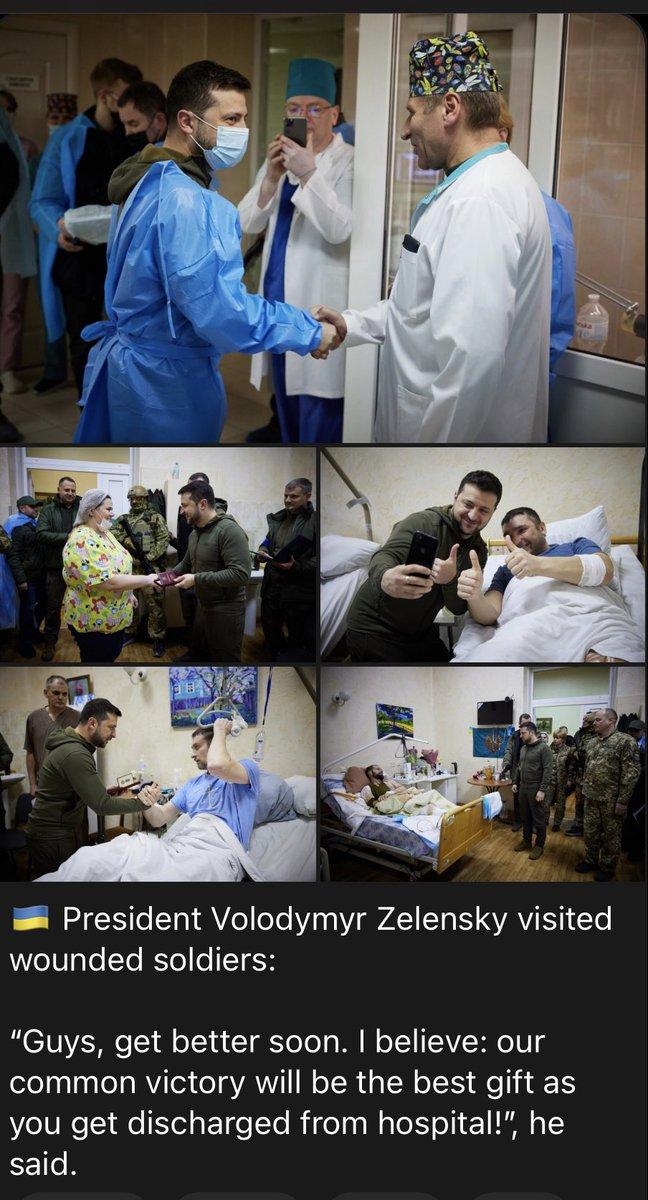 🇺🇦 President Volodymyr Zelensky visited
wounded soldiers:
“Guys, get better soon. I believe: our
common victory will be the best gift as
you get discharged from hospital!”, he
said.